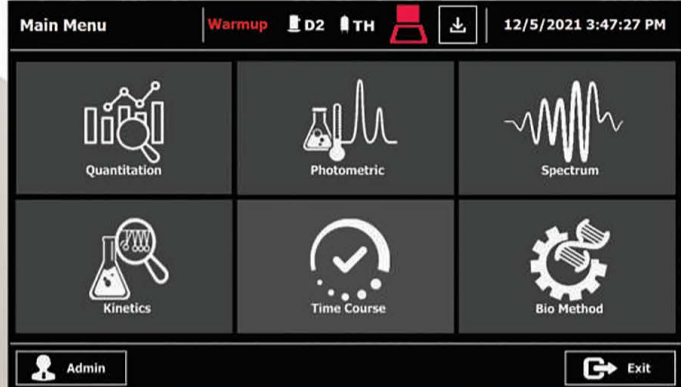 Main Menu Warmup D2 TH 12/5/2021 3:47:27 PM
Quantitation Photometric Spectrum
Kinetics Time Course Bio Method
Admin Exit